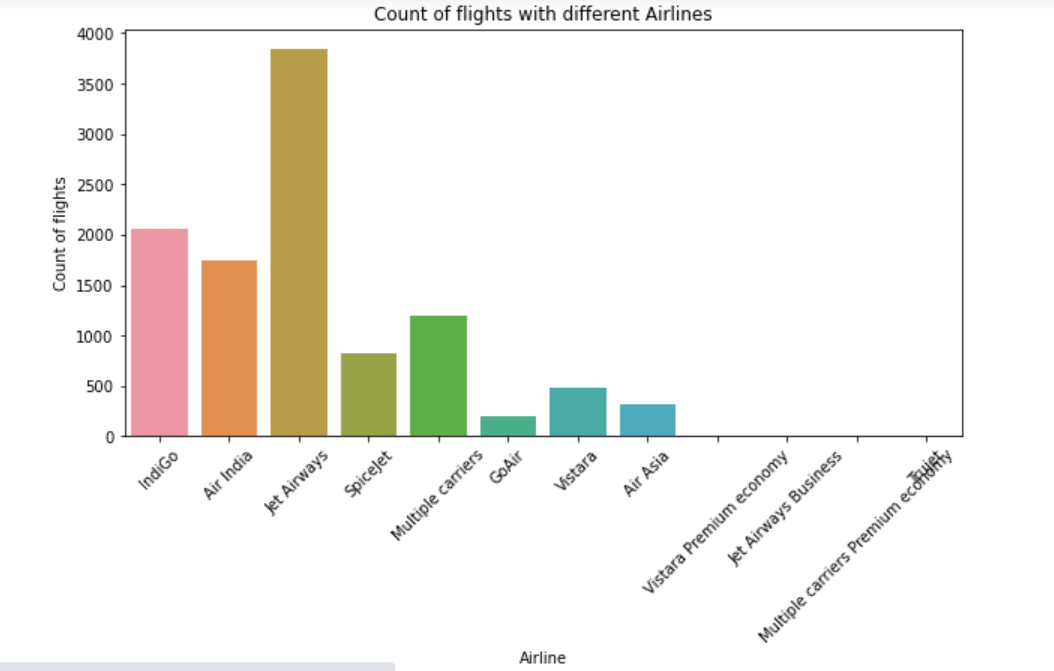 Count of flights with different Airlines
4000
3500
3000
2500
2000
1500
1000
500
0
Count of flights
IndiGo
Air India
Jet Airways
SpiceJet
Multiple carriers
GoAir
Vistara
Air Asia
Vistara Premium economy
Jet Airways Business
Multiple carriers Premium economy
Trujet
Airline